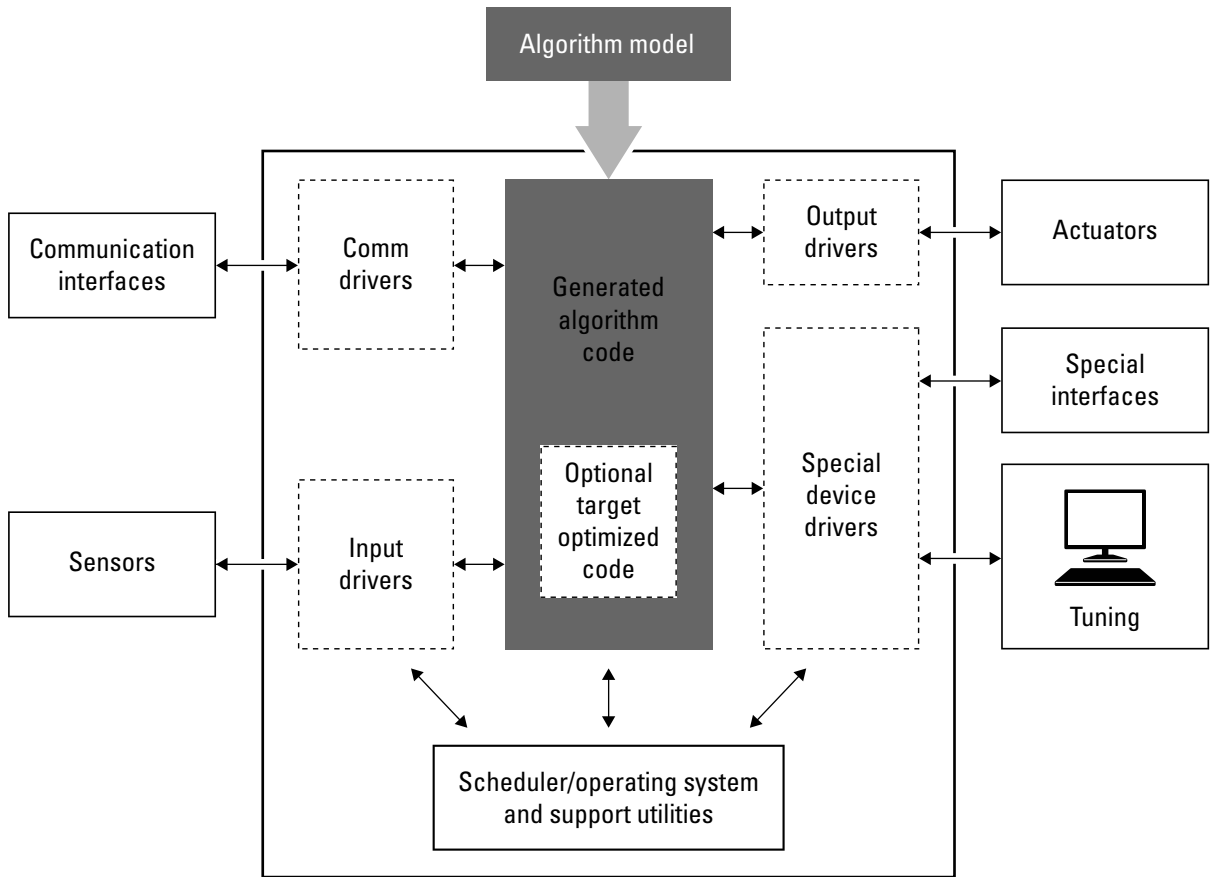 Algorithm model
Communication
interfaces
Comm
drivers
Generated
algorithm
code
Output
drivers
Actuators
Special
interfaces
Sensors
Input
drivers
Optional
target
optimized
code
Special
device
drivers
Tuning
Scheduler/operating system
and support utilities